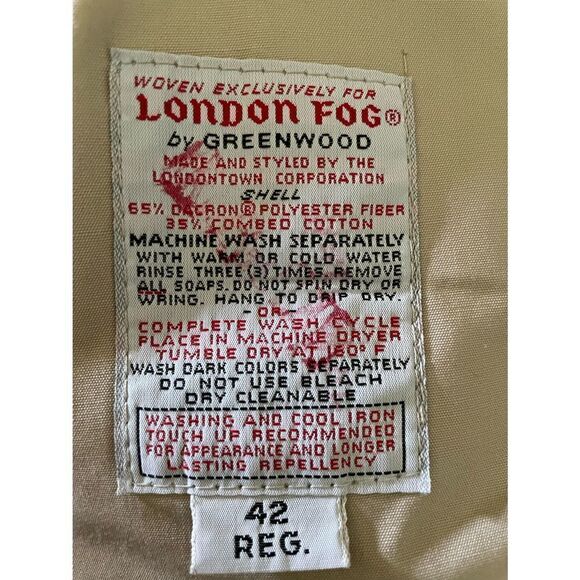 WOVEN EXCLUSIVELY FOR
LONDON FOG®
by GREENWOOD
MADE AND STYLED BY THE
LONDONTOWN CORPORATION
SHELL
65% DACRON® POLYESTER FIBER
35% COMBED COTTON
MACHINE WASH SEPARATELY
WITH WARM OR COLD WATER
RINSE THREE (3) TIMES. REMOVE
ALL SOAPS. DO NOT SPIN DRY OR
WRING. HANG TO DRIP DRY.
-OR-
COMPLETE WASH CYCLE
PLACE IN MACHINE DRYER
TUMBLE DRY AT 160° F
WASH DARK COLORS SEPARATELY
DO NOT USE BLEACH
DRY CLEANABLE
WASHING AND COOL IRON
TOUCH UP RECOMMENDED
FOR APPEARANCE AND LONGER
LASTING REPELLENCY
42
REG.